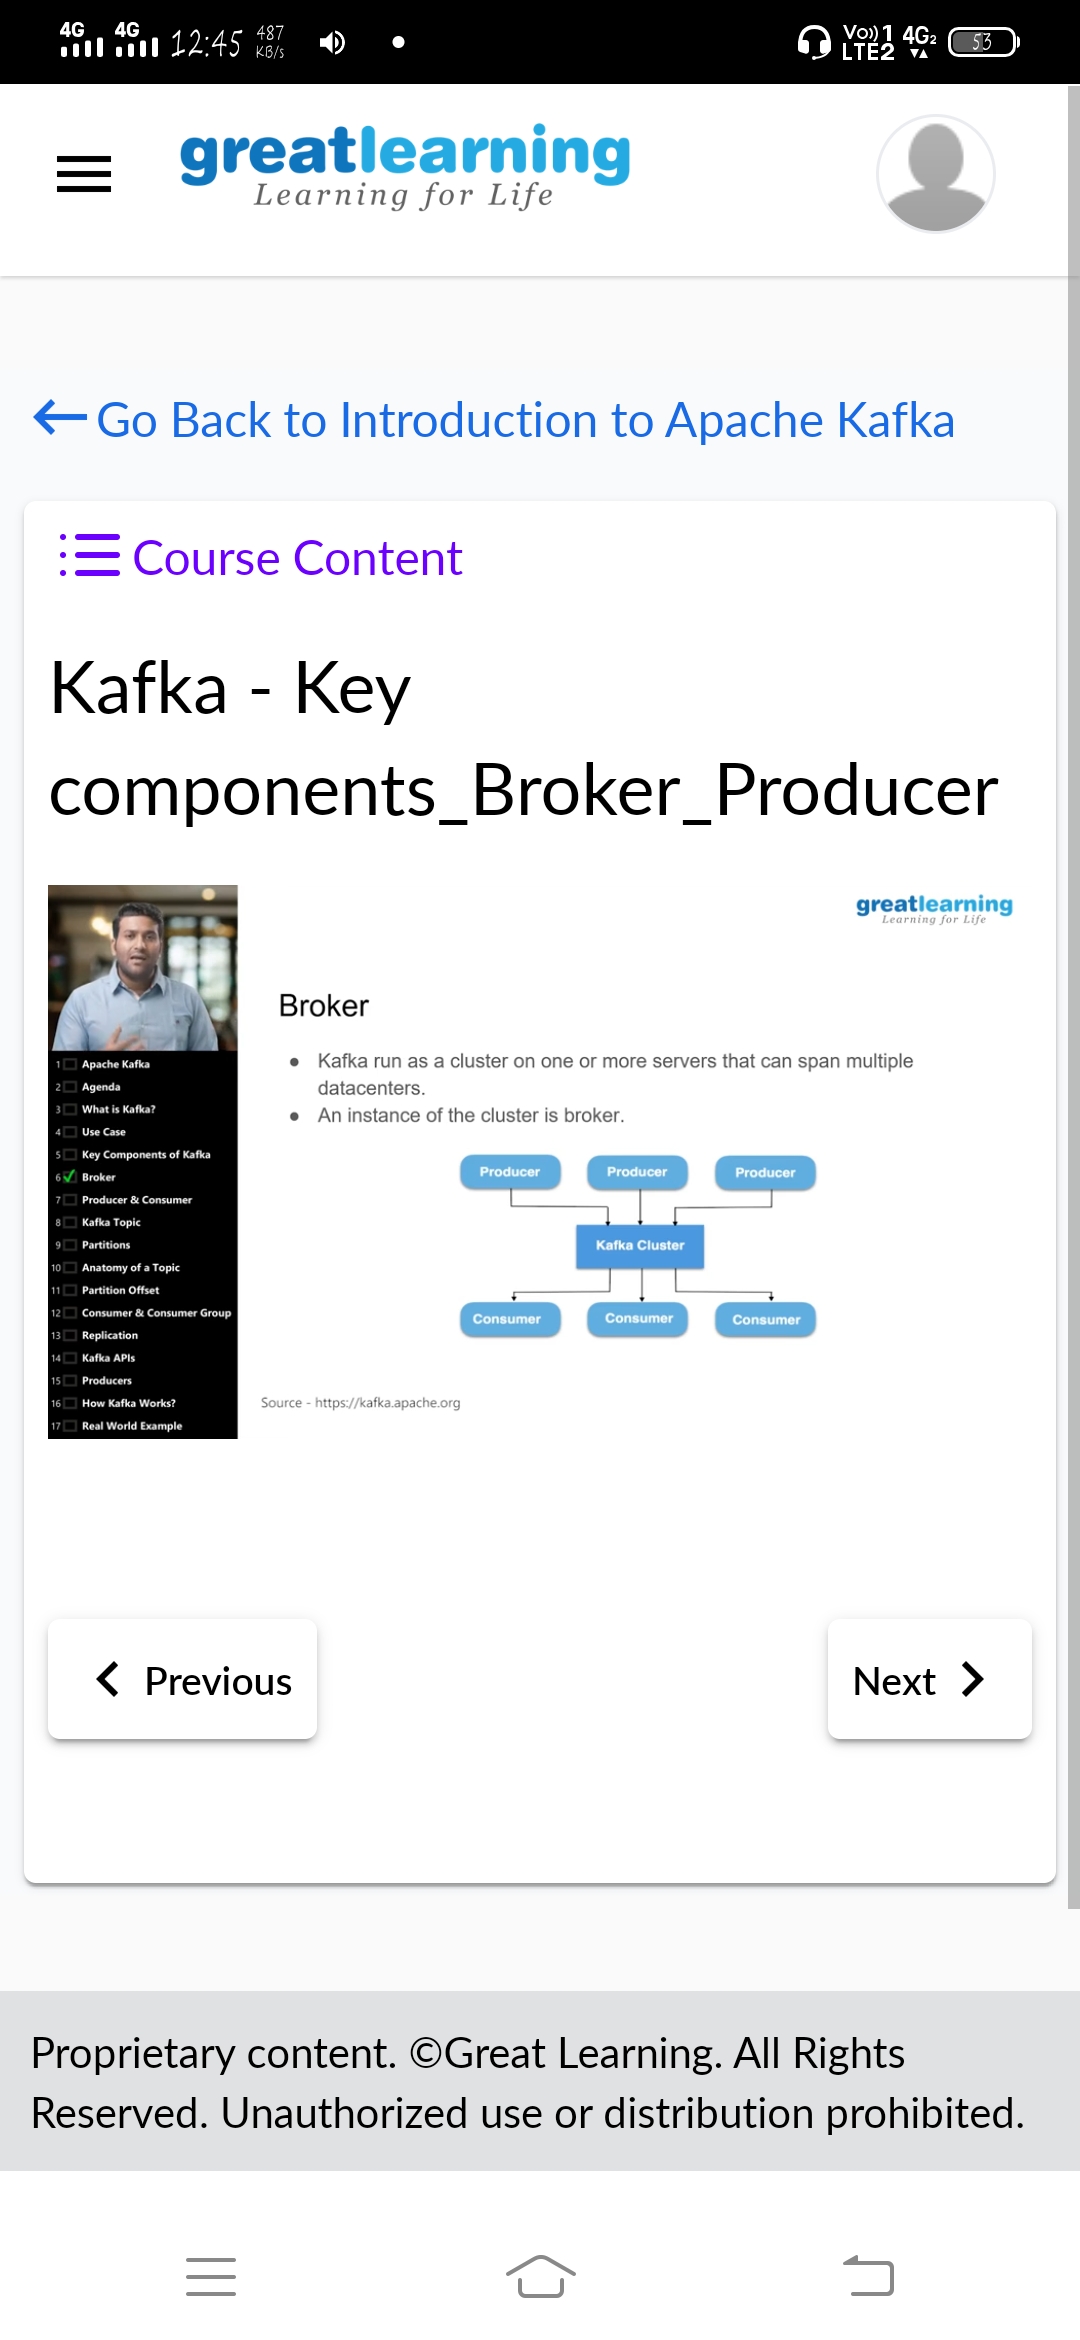 4G 4G 12:45 487 KB/s Vo)) 1 LTE2 4G2 53
greatlearning
Learning for Life
Go Back to Introduction to Apache Kafka
Course Content
Kafka - Key
components_Broker_Producer
greatlearning
Learning for Life
Broker
Kafka run as a cluster on one or more servers that can span multiple
datacenters.
An instance of the cluster is broker.
Producer Producer Producer
Kafka Cluster
Consumer Consumer Consumer
Source - https://kafka.apache.org
1 Apache Kafka
2 Agenda
3 What is Kafka?
4 Use Case
5 Key Components of Kafka
6 Broker
7 Producer & Consumer
8 Kafka Topic
9 Partitions
10 Anatomy of a Topic
11 Partition Offset
12 Consumer & Consumer Group
13 Replication
14 Kafka APIs
15 Producers
16 How Kafka Works?
17 Real World Example
Previous
Next
Proprietary content. ©Great Learning. All Rights
Reserved. Unauthorized use or distribution prohibited.